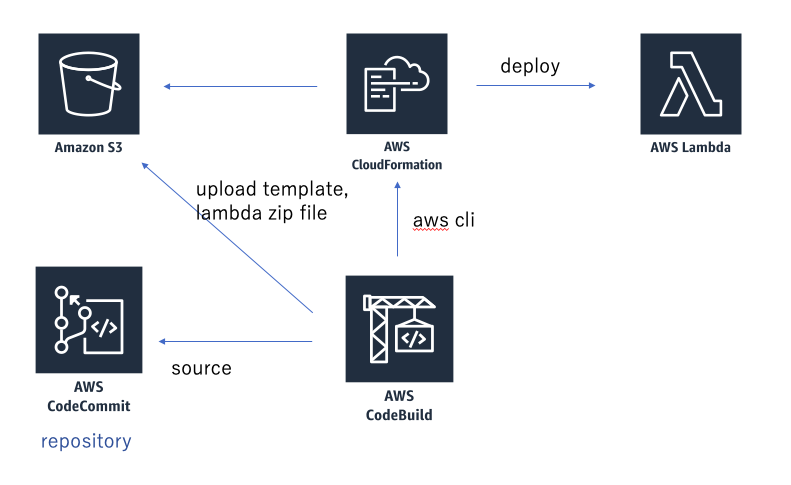 deploy
Amazon S3
AWS
CloudFormation
AWS Lambda
upload template,
lambda zip file
aws cli
</>
</>
source
AWS
CodeCommit
AWS
CodeBuild
repository